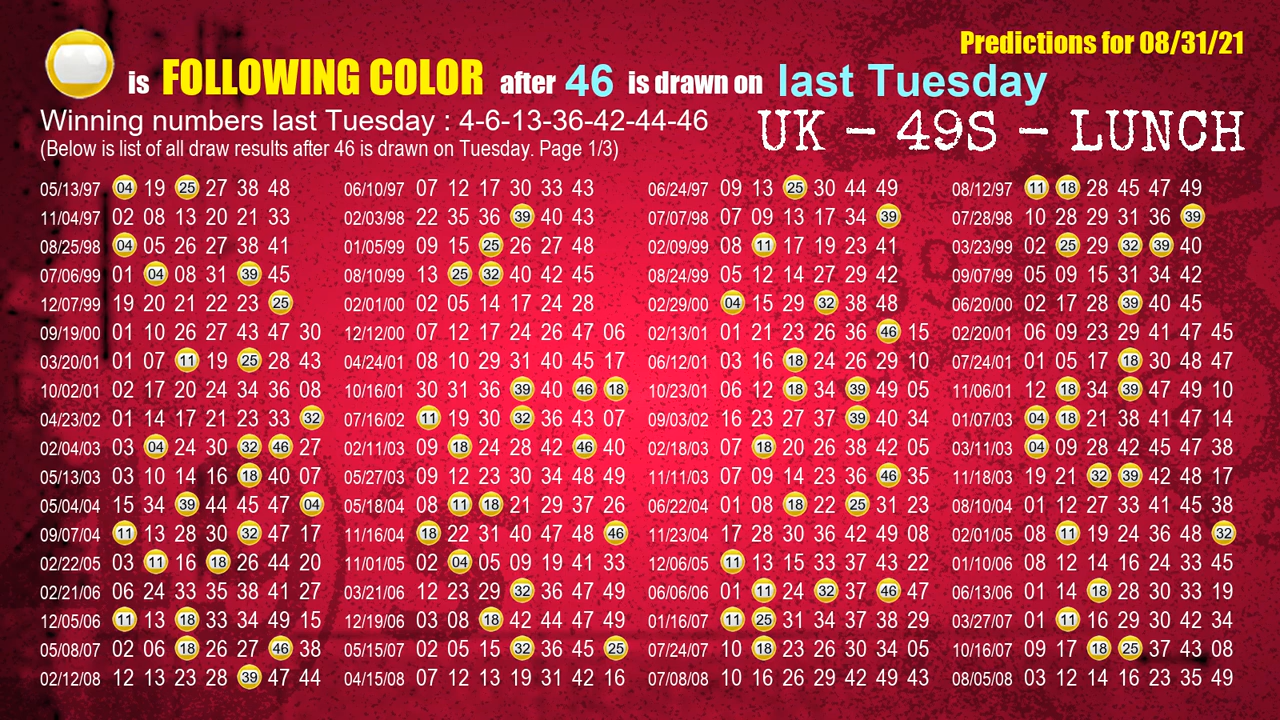 Predictions for 08/31/21
is FOLLOWING COLOR after 46 is drawn on last Tuesday
Winning numbers last Tuesday : 4-6-13-36-42-44-46
UK - 49S - LUNCH
(Below is list of all draw results after 46 is drawn on Tuesday. Page 1/3)
05/13/97 04 19 25 27 38 48 06/10/97 07 12 17 30 33 43 06/24/97 09 13 25 30 44 49 08/12/97 11 18 28 45 47 49
11/04/97 02 08 13 20 21 33 02/03/98 22 35 36 39 40 43 07/07/98 07 09 13 17 34 39 07/28/98 10 28 29 31 36 39
08/25/98 04 05 26 27 38 41 01/05/99 09 15 25 26 27 48 02/09/99 08 11 17 19 23 41 03/23/99 02 25 29 32 39 40
07/06/99 01 04 08 31 39 45 08/10/99 13 25 32 40 42 45 08/24/99 05 12 14 27 29 42 09/07/99 05 09 15 31 34 42
12/07/99 19 20 21 22 23 25 02/01/00 02 05 14 17 24 28 02/29/00 04 15 29 32 38 48 06/20/00 02 17 28 39 40 45
09/19/00 01 10 26 27 43 47 30 12/12/00 07 12 17 24 26 47 06 02/13/01 01 21 23 26 36 46 15 02/20/01 06 09 23 29 41 47 45
03/20/01 01 07 11 19 25 28 43 04/24/01 08 10 29 31 40 45 17 06/12/01 03 16 18 24 26 29 10 07/24/01 01 05 17 18 30 48 47
10/02/01 02 17 20 24 34 36 08 10/16/01 30 31 36 39 40 46 18 10/23/01 06 12 18 34 39 49 05 11/06/01 12 18 34 39 47 49 10
04/23/02 01 14 17 21 23 33 32 07/16/02 11 19 30 32 36 43 07 09/03/02 16 23 27 37 39 40 34 01/07/03 04 18 21 38 41 47 14
02/04/03 03 04 24 30 32 46 27 02/11/03 09 18 24 28 42 46 40 02/18/03 07 18 20 26 38 42 05 03/11/03 04 09 28 42 45 47 38
05/13/03 03 10 14 16 18 40 07 05/27/03 09 12 23 30 34 48 49 11/11/03 07 09 14 23 36 46 35 11/18/03 19 21 32 39 42 48 17
05/04/04 15 34 39 44 45 47 04 05/18/04 08 11 18 21 29 37 26 06/22/04 01 08 18 22 25 31 23 08/10/04 01 12 27 33 41 45 38
09/07/04 11 13 28 30 32 47 17 11/16/04 18 22 31 40 47 48 46 11/23/04 17 28 30 36 42 49 08 02/01/05 08 11 19 24 36 48 32
02/22/05 03 11 16 18 26 44 20 11/01/05 02 04 05 09 19 41 33 12/06/05 11 13 15 33 37 43 22 01/10/06 08 12 14 16 24 33 45
02/21/06 06 24 33 35 38 41 27 03/21/06 12 23 29 32 36 47 49 06/06/06 01 11 24 32 37 46 47 06/13/06 01 14 18 28 30 33 19
12/05/06 11 13 18 33 34 49 15 12/19/06 03 08 18 42 44 47 49 01/16/07 11 25 31 34 37 38 29 03/27/07 01 11 16 29 30 42 34
05/08/07 02 06 18 26 27 46 38 05/15/07 02 05 15 32 36 45 25 07/24/07 10 18 23 26 30 34 05 10/16/07 09 17 18 25 37 43 08
02/12/08 12 13 23 28 39 47 44 04/15/08 07 12 13 19 31 42 16 07/08/08 10 16 26 29 42 49 43 08/05/08 03 12 14 16 23 35 49